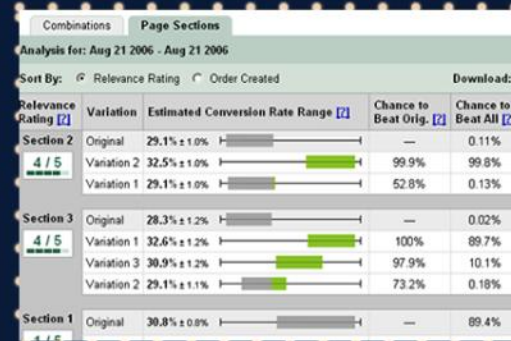 Combinations Page Sections
Analysis for: Aug 21 2006 - Aug 21 2006
Sort By: Relevance Rating Order Created Download:
Relevance Rating [?] Variation Estimated Conversion Rate Range [?] Chance to Beat Orig. [?] Chance to Beat All [?]
Section 2 Original 29.1% ± 1.0% — 0.11%
4 / 5 Variation 2 32.5% ± 1.0% 99.9% 99.8%
Variation 1 29.1% ± 1.0% 52.8% 0.13%
Section 3 Original 28.3% ± 1.2% — 0.02%
4 / 5 Variation 1 32.6% ± 1.2% 100% 89.7%
Variation 3 30.9% ± 1.2% 97.9% 10.1%
Variation 2 29.1% ± 1.1% 73.2% 0.18%
Section 1 Original 30.8% ± 0.8% — 89.4%